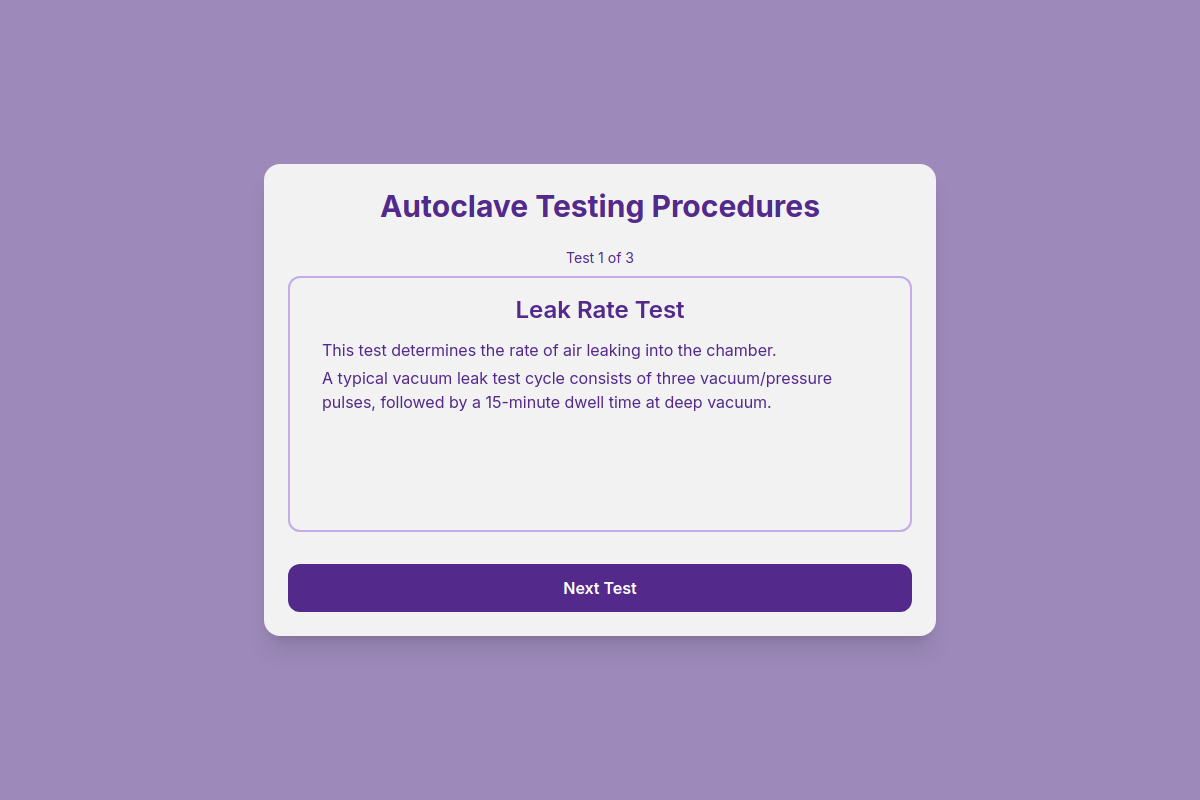 Autoclave Testing Procedures
Test 1 of 3
Leak Rate Test
This test determines the rate of air leaking into the chamber.
A typical vacuum leak test cycle consists of three vacuum/pressure
pulses, followed by a 15-minute dwell time at deep vacuum.
Next Test